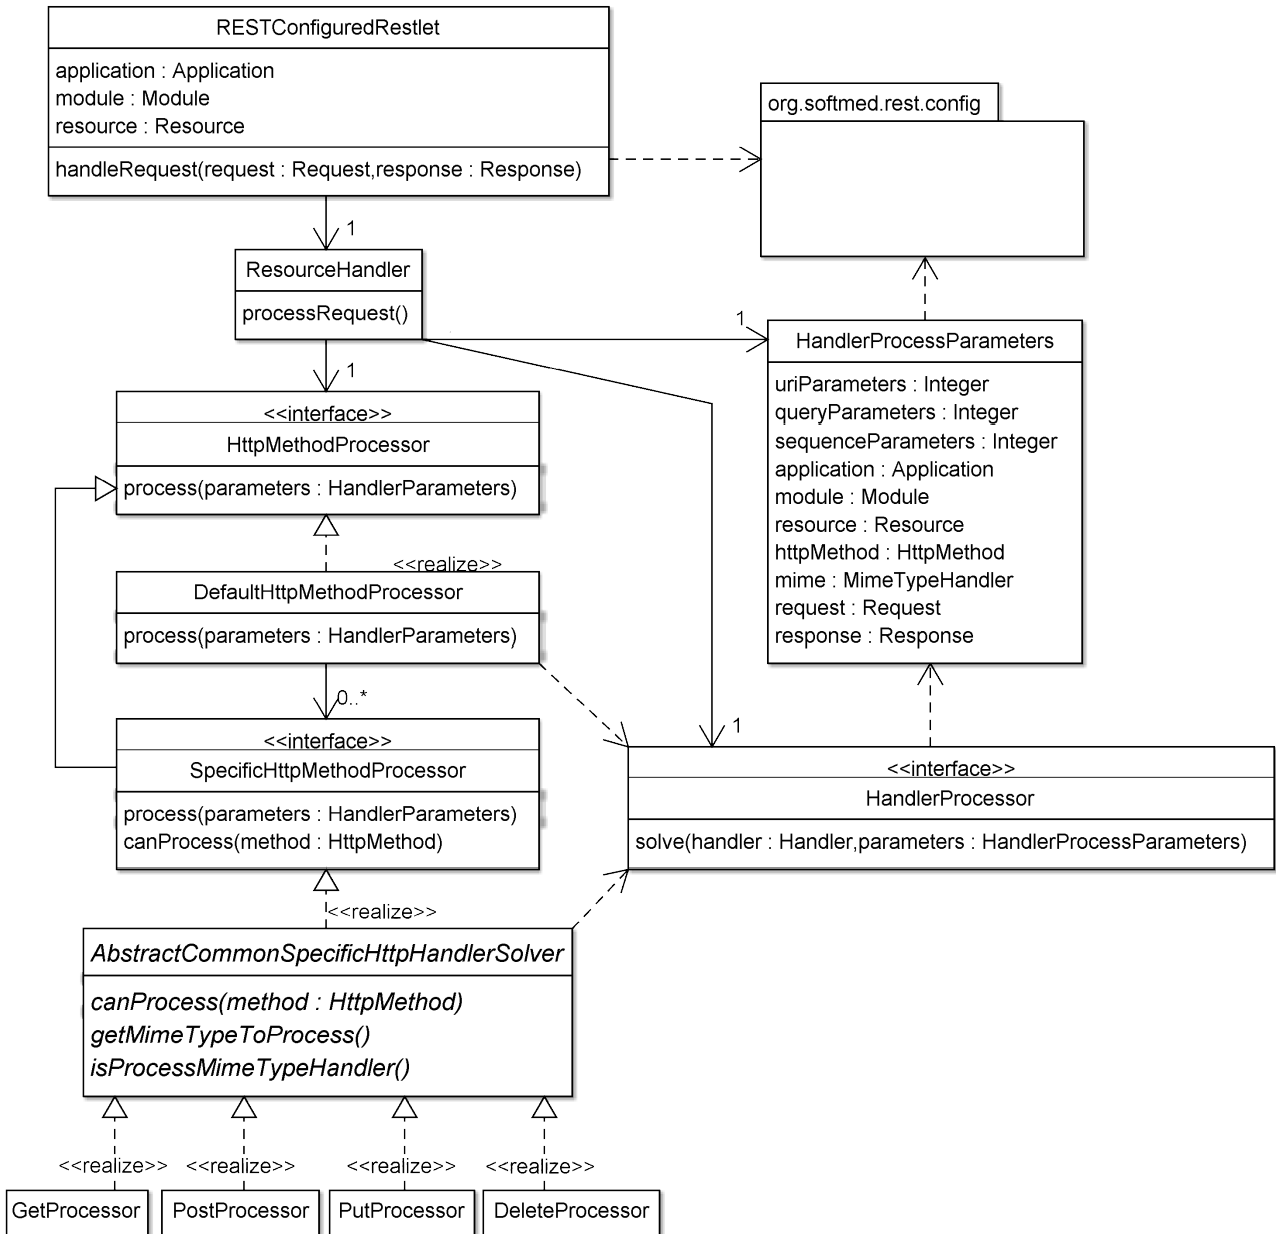 RESTConfiguredRestlet
application : Application
module : Module
resource : Resource
handleRequest(request : Request,response : Response)
org.softmed.rest.config
1
ResourceHandler
processRequest()
1
1
HandlerProcessParameters
uriParameters : Integer
queryParameters : Integer
sequenceParameters : Integer
application : Application
module : Module
resource : Resource
httpMethod : HttpMethod
mime : MimeTypeHandler
request : Request
response : Response
<<interface>>
HttpMethodProcessor
process(parameters : HandlerParameters)
<<realize>>
DefaultHttpMethodProcessor
process(parameters : HandlerParameters)
0..*
1
<<interface>>
SpecificHttpMethodProcessor
process(parameters : HandlerParameters)
canProcess(method : HttpMethod)
<<interface>>
HandlerProcessor
solve(handler : Handler,parameters : HandlerProcessParameters)
<<realize>>
AbstractCommonSpecificHttpHandlerSolver
canProcess(method : HttpMethod)
getMimeTypeToProcess()
isProcessMimeTypeHandler()
<<realize>> <<realize>> <<realize>> <<realize>>
GetProcessor PostProcessor PutProcessor DeleteProcessor